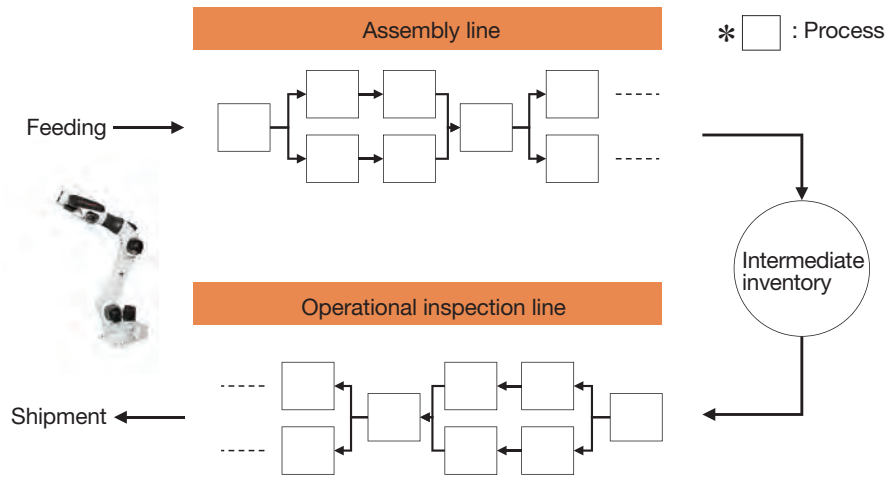 Assembly line
* : Process
Feeding
Intermediate
inventory
Operational inspection line
Shipment